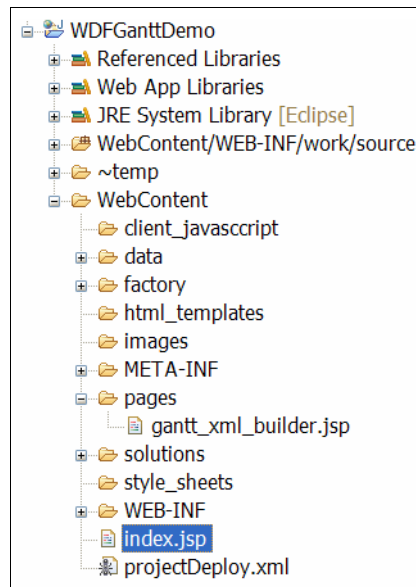 WDFGanttDemo
Referenced Libraries
Web App Libraries
JRE System Library [Eclipse]
WebContent/WEB-INF/work/source
~temp
WebContent
client_javasccript
data
factory
html_templates
images
META-INF
pages
gantt_xml_builder.jsp
solutions
style_sheets
WEB-INF
index.jsp
projectDeploy.xml